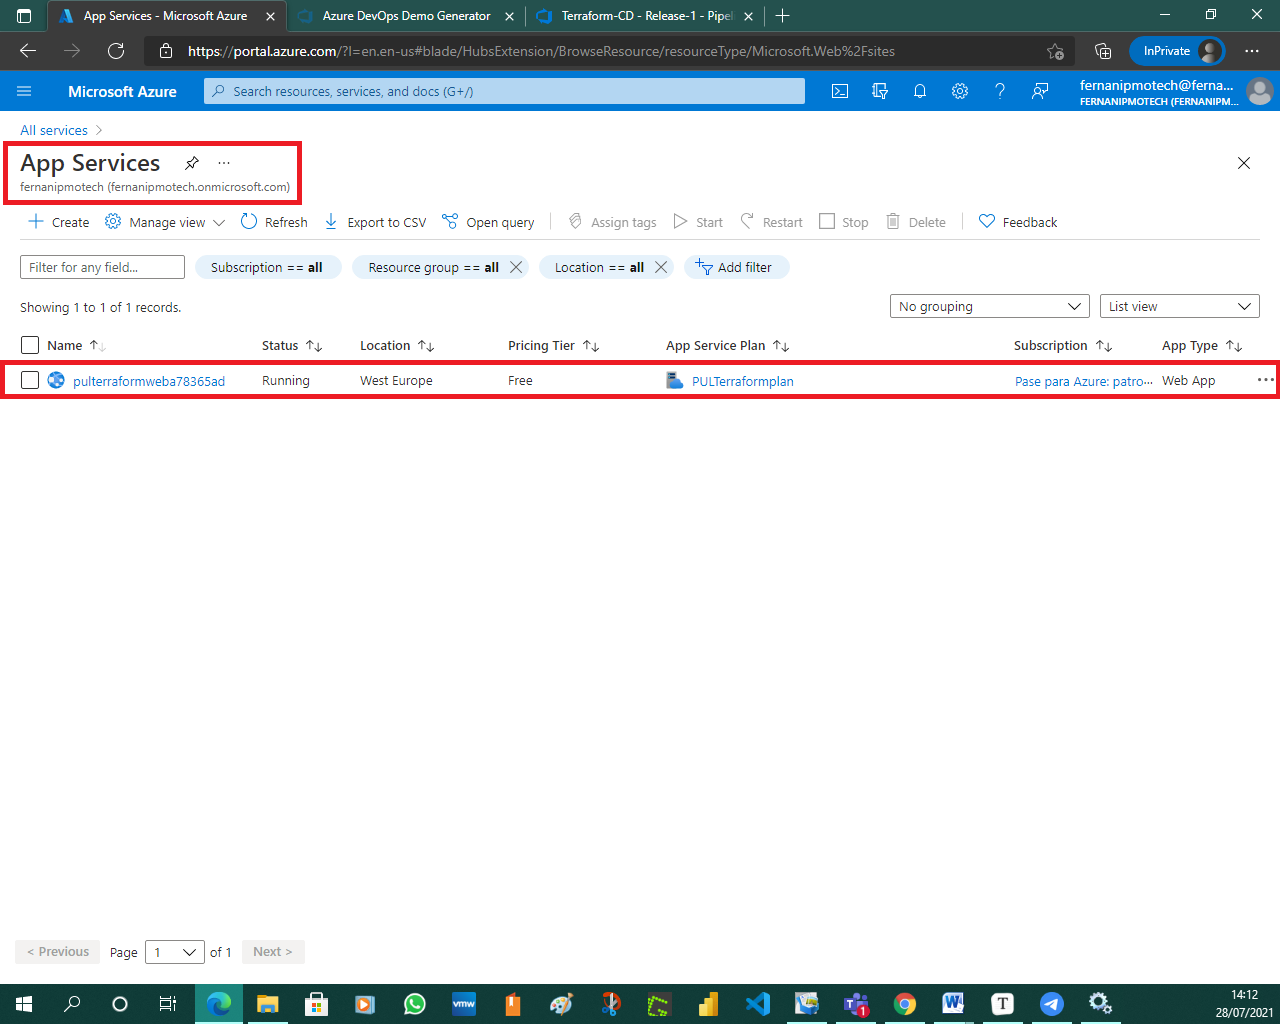 App Services - Microsoft Azure
Azure DevOps Demo Generator
Terraform-CD - Release-1 - Pipel
https://portal.azure.com/?l=en.en-us#blade/HubsExtension/BrowseResource/resourceType/Microsoft.Web%2Fsites
InPrivate
Microsoft Azure
Search resources, services, and docs (G+/)
fernanipmotech@ferna...
FERNANIPMOTECH (FERNANIPM...
All services
App Services
fernanipmotech (fernanipmotech.onmicrosoft.com)
Create Manage view Refresh Export to CSV Open query Assign tags Start Restart Stop Delete Feedback
Filter for any field... Subscription == all Resource group == all Location == all Add filter
Showing 1 to 1 of 1 records.
No grouping List view
Name Status Location Pricing Tier App Service Plan Subscription App Type
pulterraformweba78365ad Running West Europe Free PULTerraformplan Pase para Azure: patro... Web App
< Previous Page 1 of 1 Next >
vmw
1
W
T
14:12
28/07/2021